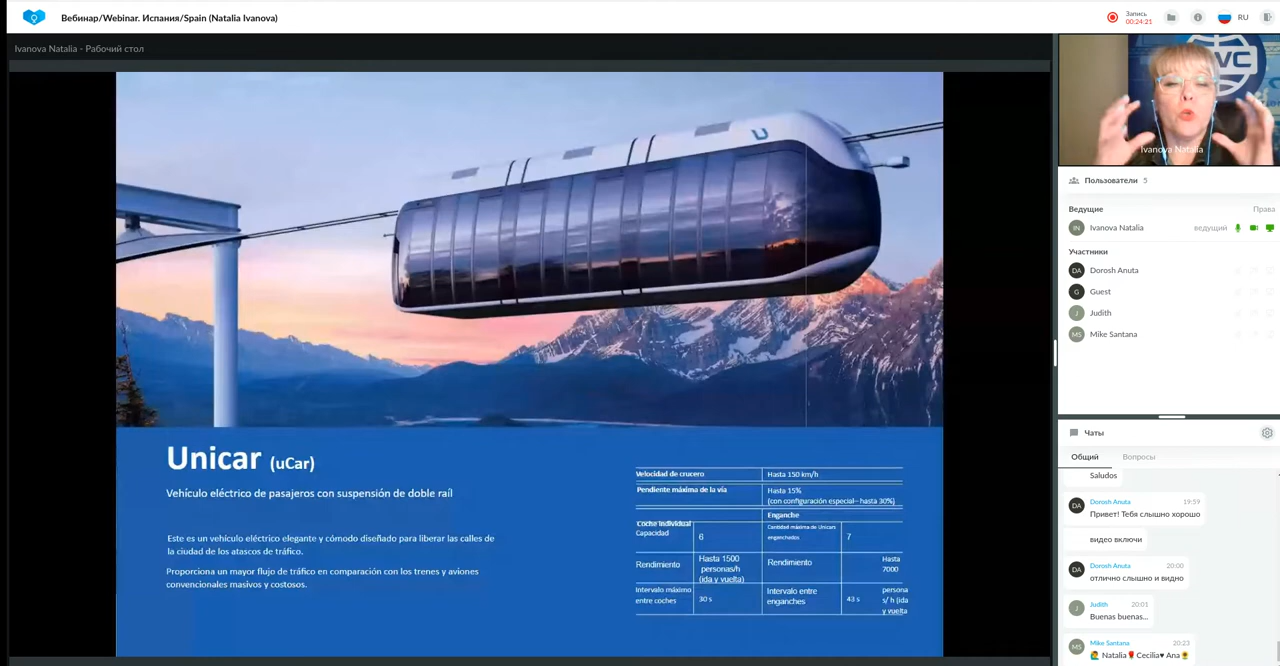 Вебинар/Webinar. Испания/Spain (Natalia Ivanova)
Запись
00:24:21
RU
Ivanova Natalia - Рабочий стол
U
VC
Ivanova Natalia
Unicar (uCar)
Vehículo eléctrico de pasajeros con suspensión de doble raíl
Este es un vehículo eléctrico elegante y cómodo diseñado para liberar las calles de
la ciudad de los atascos de tráfico.
Proporciona un mayor flujo de tráfico en comparación con los trenes y aviones
convencionales masivos y costosos.
Velocidad de crucero
Hasta 150 km/h
Pendiente máxima de la vía
Hasta 15%
(con configuración especial—hasta 30%)
Enganche
Coche individual
Capacidad
6
Cantidad máxima de Unicars
enganchados
7
Rendimiento
Hasta 1500
personas/h
(ida y vuelta)
Rendimiento
Hasta
7000
persona
s/ h (ida
y vuelta
Intervalo máximo
entre coches
30 s
Intervalo entre
enganches
43 s
Пользователи 5
Ведущие
Права
IN Ivanova Natalia ведущий
Участники
DA Dorosh Anuta
G Guest
J Judith
MS Mike Santana
Чаты
Общий
Вопросы
Saludos
DA Dorosh Anuta 19:59
Привет! Тебя слышно хорошо
видео включи
DA Dorosh Anuta 20:00
отлично слышно и видно
J Judith 20:01
Buenas buenas...
MS Mike Santana 20:23
🙋‍♂️ Natalia🌹Cecilia♥ Ana🌻